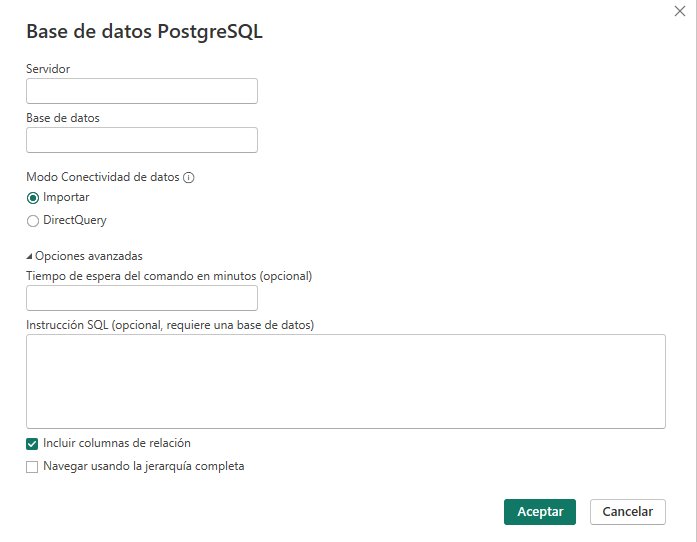 Base de datos PostgreSQL
Servidor
Base de datos
Modo Conectividad de datos
Importar
DirectQuery
Opciones avanzadas
Tiempo de espera del comando en minutos (opcional)
Instrucción SQL (opcional, requiere una base de datos)
Incluir columnas de relación
Navegar usando la jerarquía completa
Aceptar Cancelar